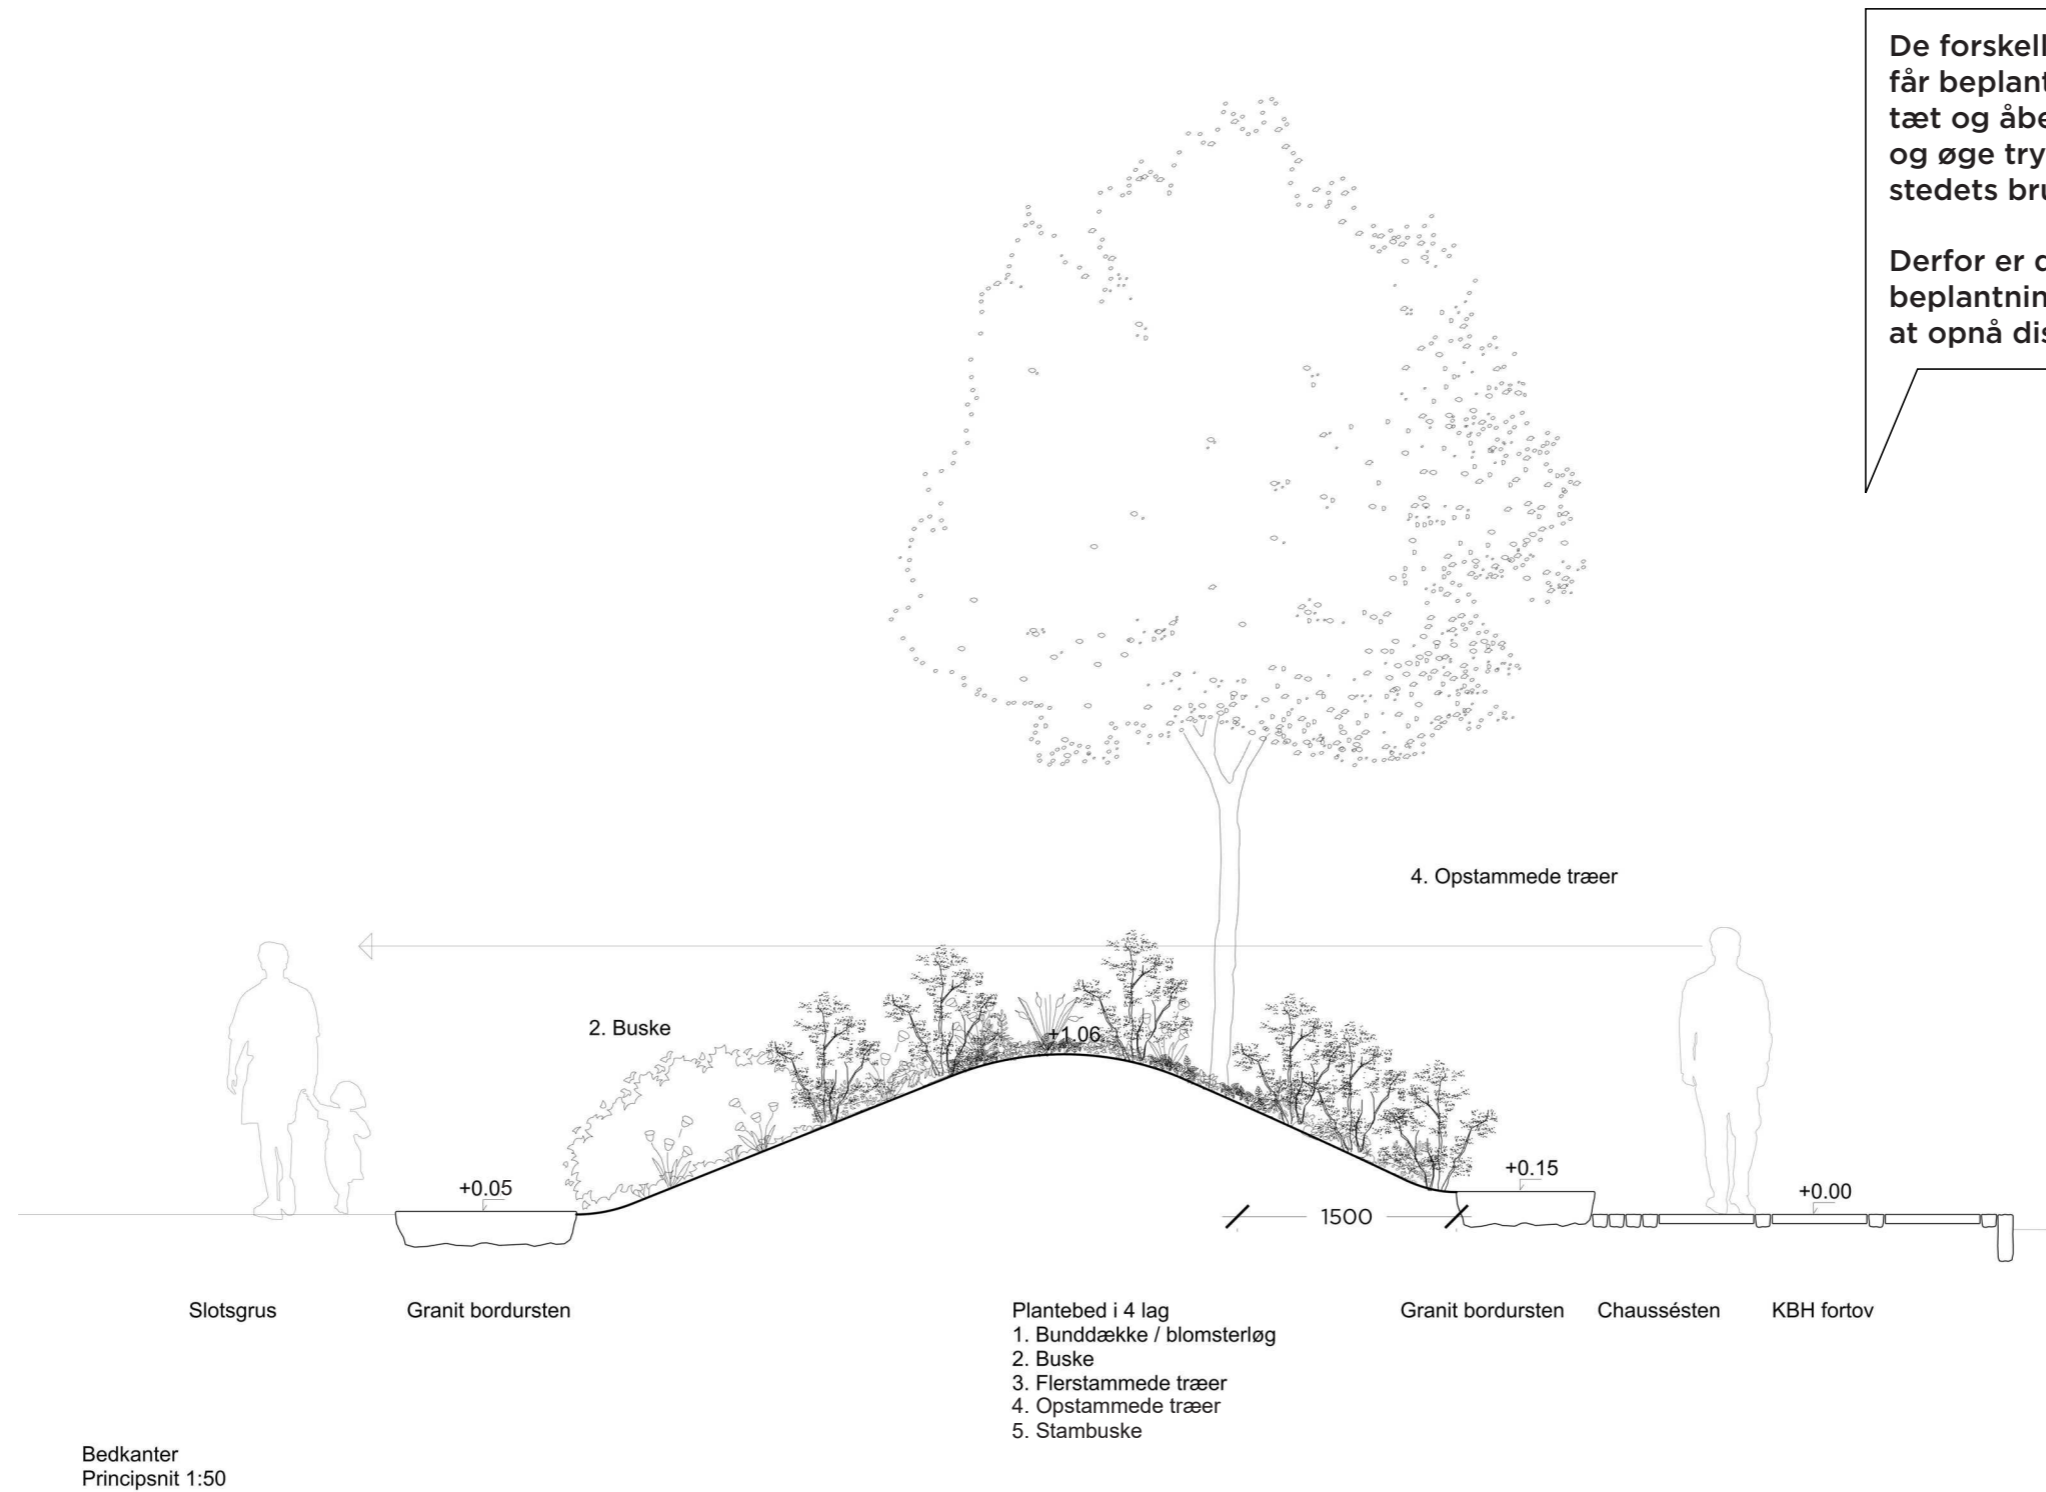 De forskell
får beplant
tæt og åbe
og øge try
stedets bru
Derfor er d
beplantnin
at opnå dis
4. Opstammede træer
2. Buske
+1.06
+0.05
+0.15
+0.00
1500
Slotsgrus
Granit bordursten
Plantebed i 4 lag
1. Bunddække / blomsterløg
2. Buske
3. Flerstammede træer
4. Opstammede træer
5. Stambuske
Granit bordursten
Chaussésten
KBH fortov
Bedkanter
Principsnit 1:50